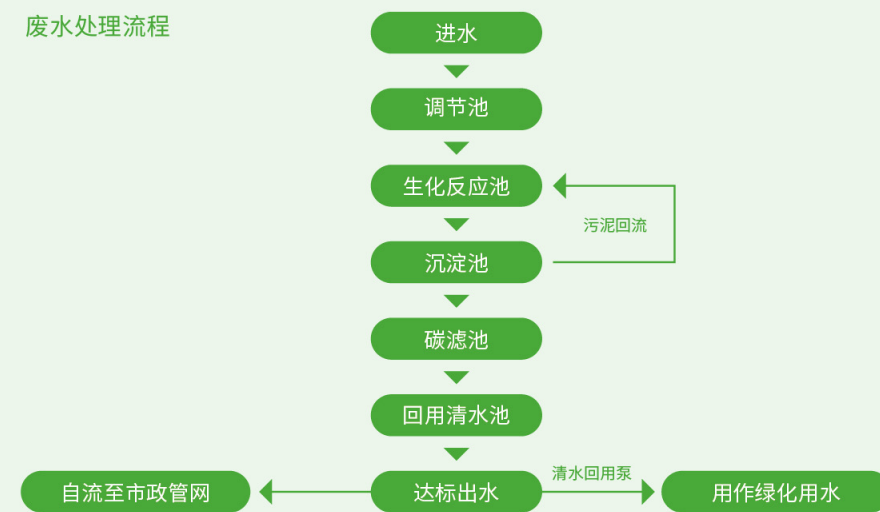 废水处理流程
进水
调节池
生化反应池
污泥回流
沉淀池
碳滤池
回用清水池
清水回用泵
自流至市政管网
达标出水
用作绿化用水